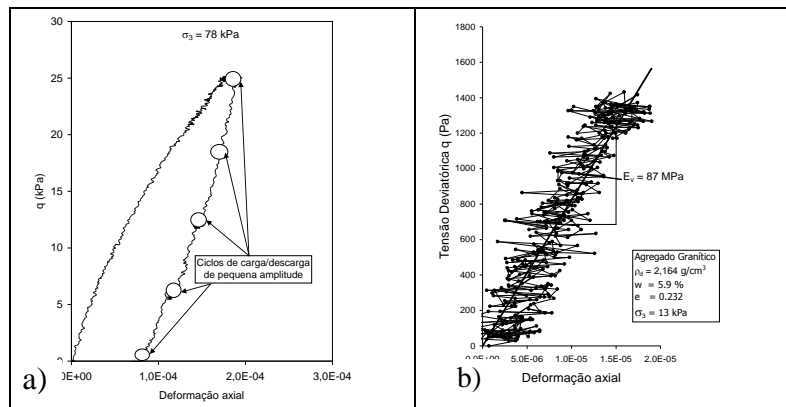 σ3 = 78 kPa
30
25
20
15
10
5
0
q (kPa)
Ciclos de carga/descarga
de pequena amplitude
0E+00
1,0E-04
2,0E-04
3,0E-04
Deformação axial
a)
1800
1600
1400
1200
1000
800
600
400
200
0
Tensão Deviatórica q (Pa)
Ev = 87 MPa
Agregado Granítico
ρd = 2,164 g/cm3
w = 5.9 %
e = 0.232
σ3 = 13 kPa
0.0E+00
5.0E-06
1.0E-05
1.5E-05
2.0E-05
Deformação axial
b)